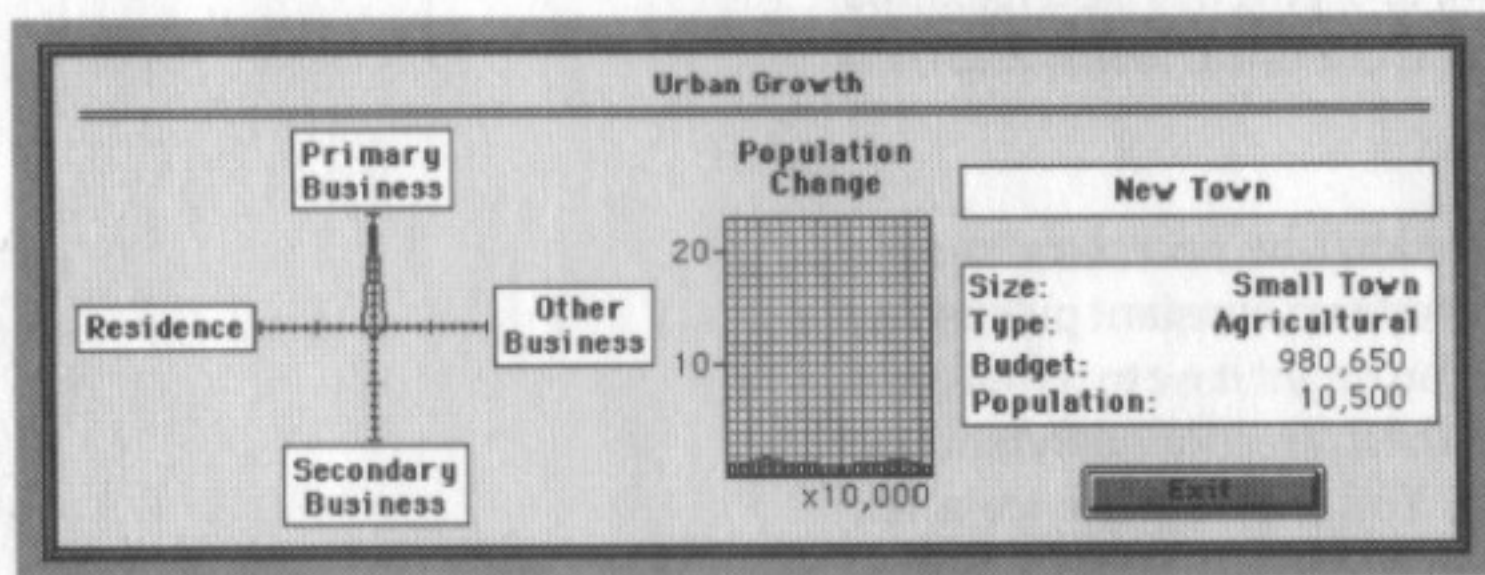 Urban Growth
Primary
Business
Residence
Other
Business
Secondary
Business
Population
Change
20
10
x10,000
New Town
Size: Small Town
Type: Agricultural
Budget: 980,650
Population: 10,500
Exit